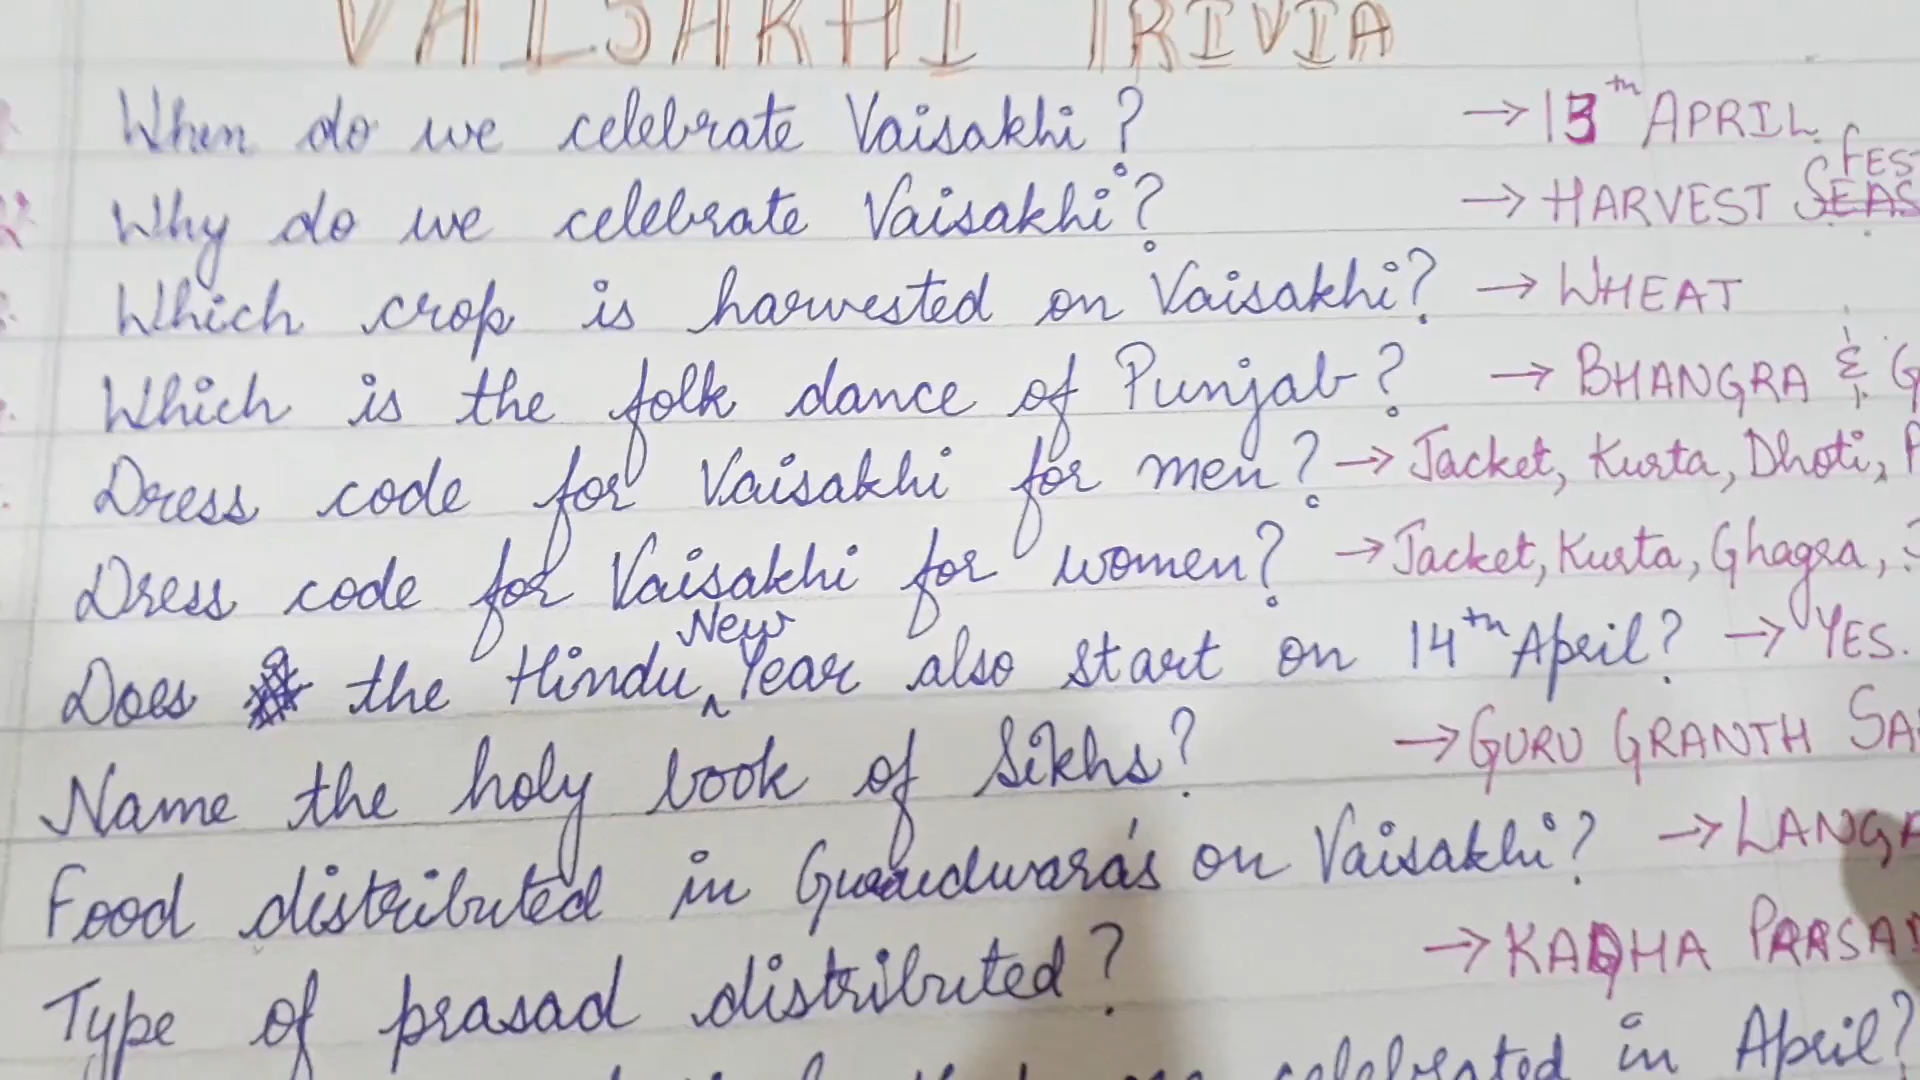 VAISAKHI TRIVIA
When do we celebrate Vaisakhi? → 13th APRIL
Why do we celebrate Vaisakhi? → HARVEST
Which crop is harvested on Vaisakhi? → WHEAT
Which is the folk dance of Punjab? → BHANGRA & G
Dress code for Vaisakhi for men? → Jacket, Kurta, Dhoti,
Dress code for Vaisakhi for women? → Jacket, Kurta, Ghagra,
Does the Hindu New Year also start on 14th April? → YES.
Name the holy book of Sikhs? → GURU GRANTH SA
Food distributed in Gurudwara's on Vaisakhi? → LANGA
Type of prasad distributed? → KADHA PARSA
celebrated in April?